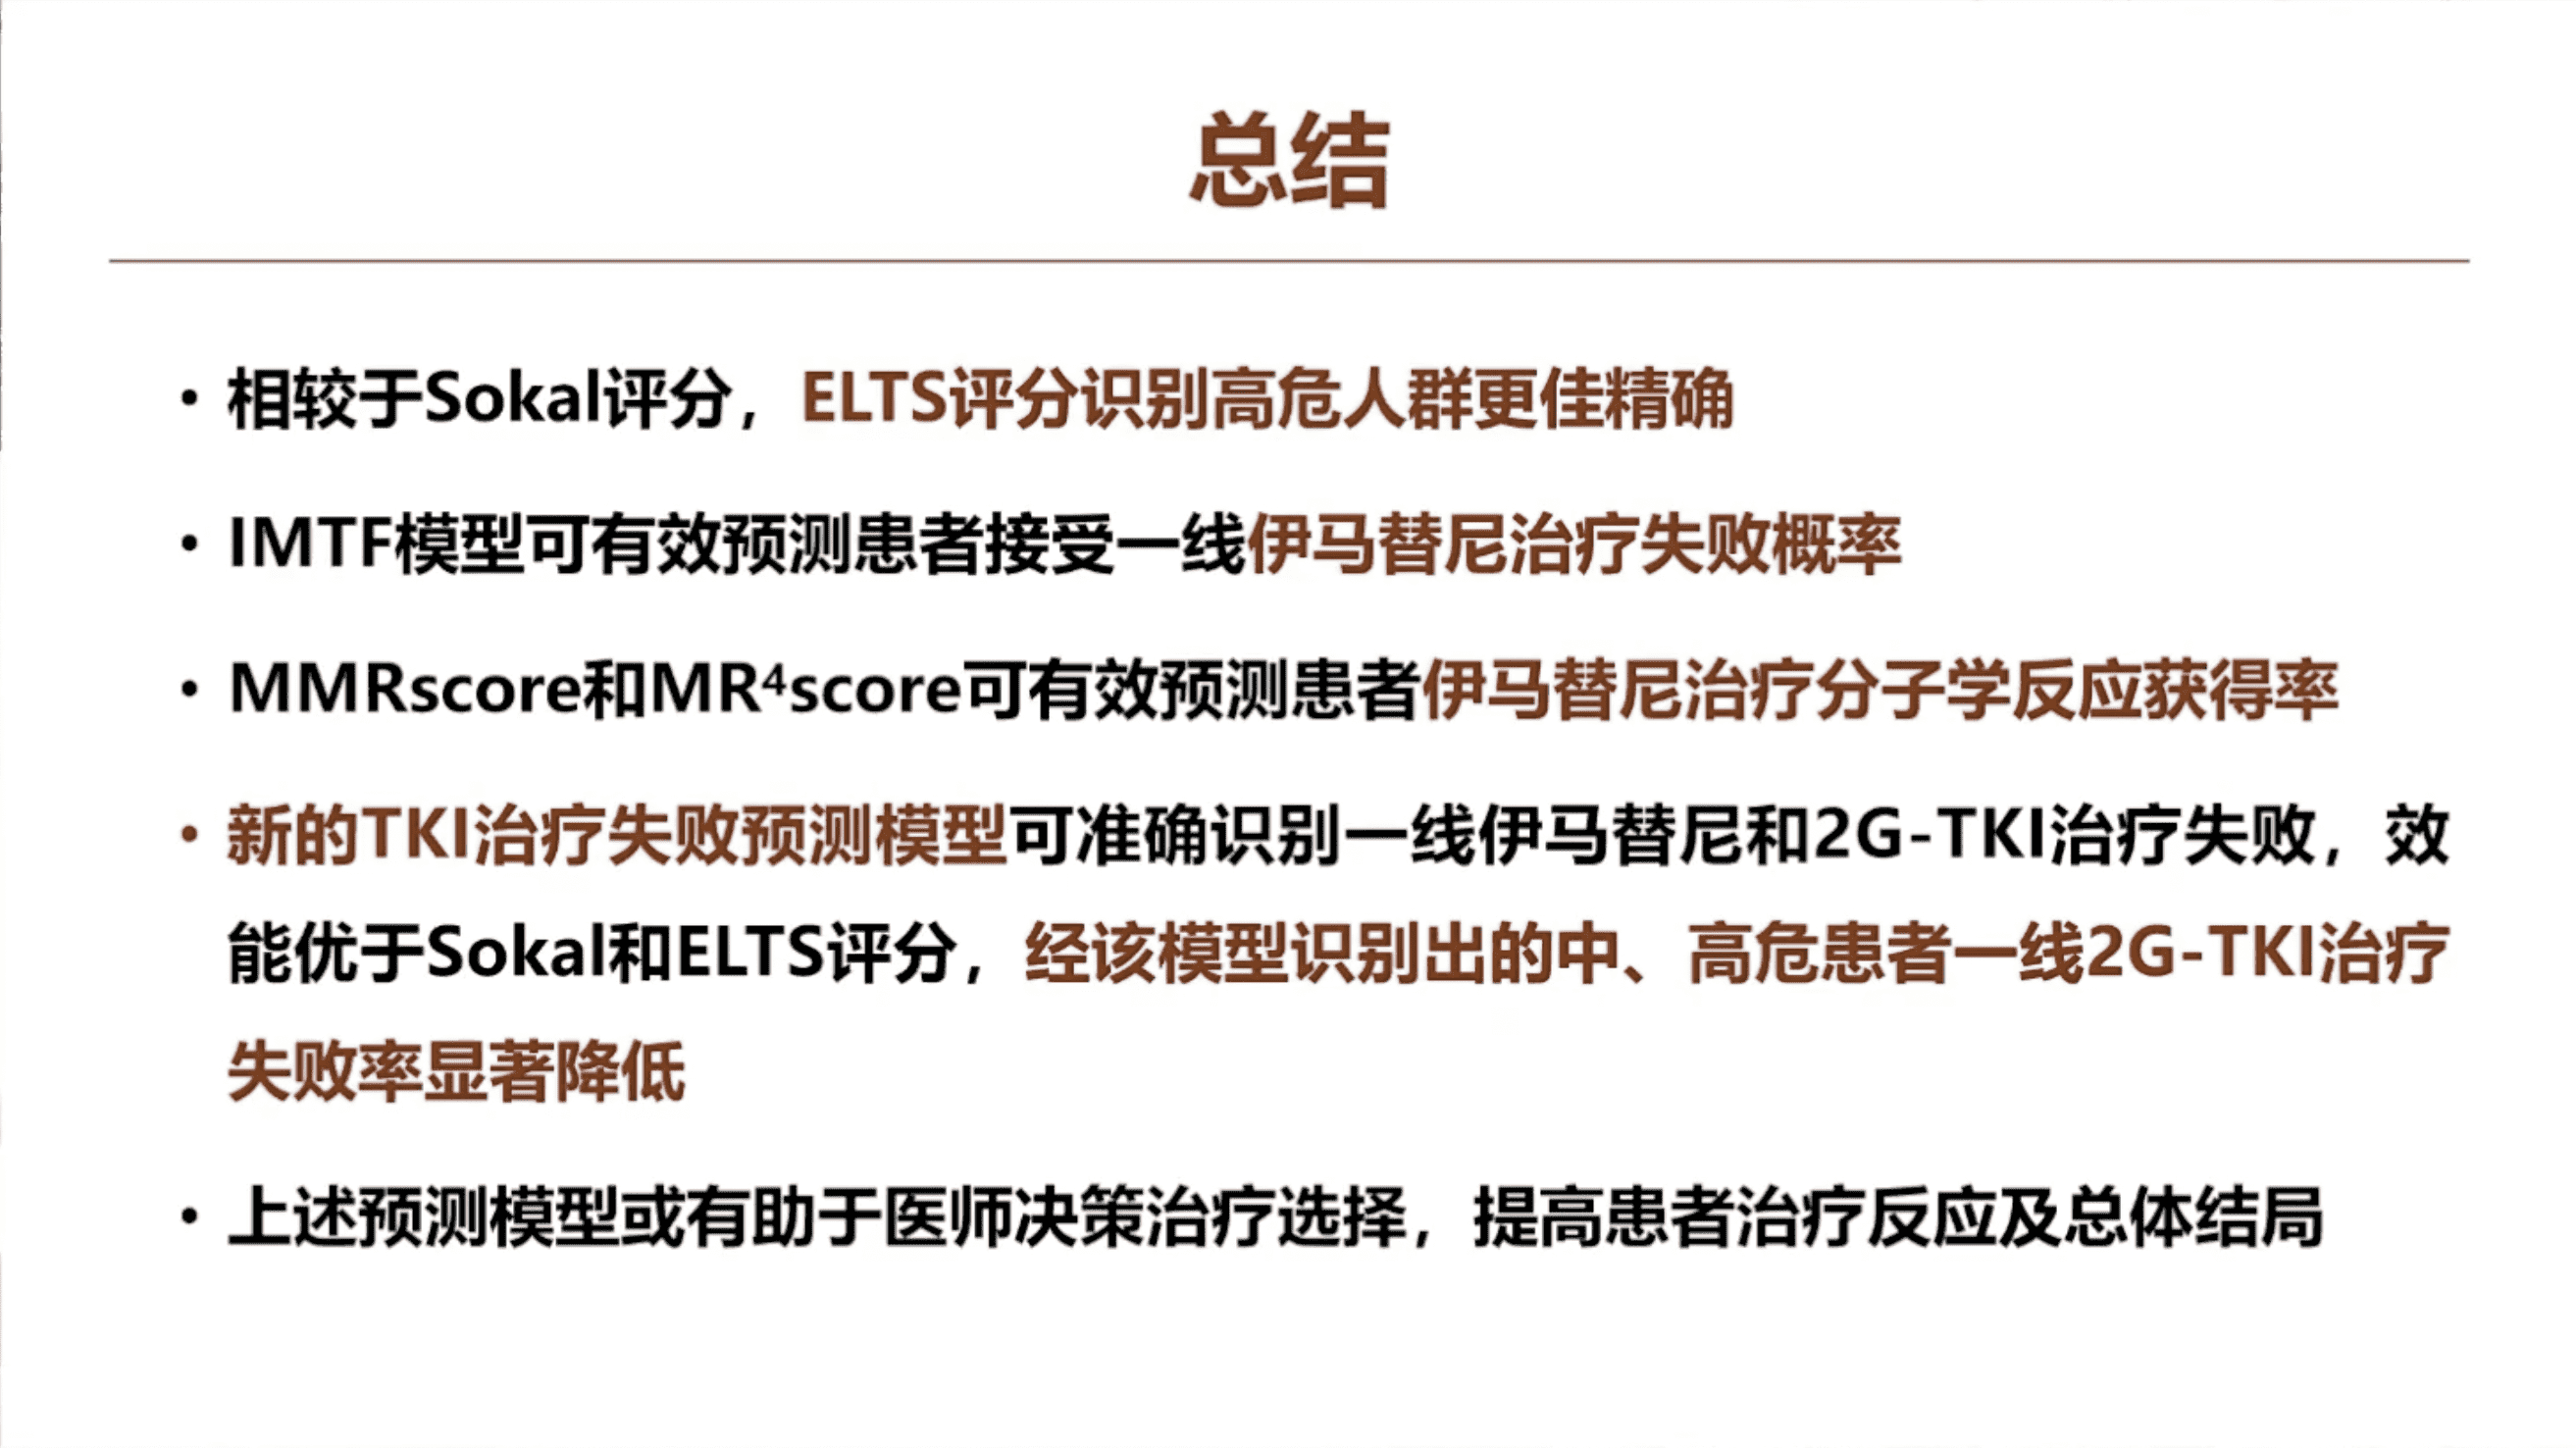 总结
• 相较于Sokal评分，ELTS评分识别高危人群更佳精确
• IMTF模型可有效预测患者接受一线伊马替尼治疗失败概率
• MMRscore和MR⁴score可有效预测患者伊马替尼治疗分子学反应获得率
• 新的TKI治疗失败预测模型可准确识别一线伊马替尼和2G-TKI治疗失败，效
能优于Sokal和ELTS评分，经该模型识别出的中、高危患者一线2G-TKI治疗
失败率显著降低
• 上述预测模型或有助于医师决策治疗选择，提高患者治疗反应及总体结局